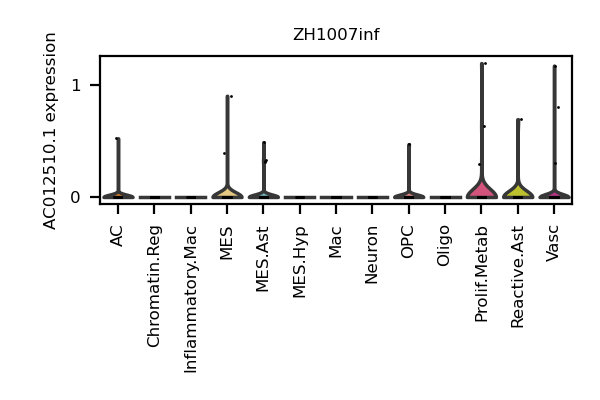 ZH1007inf
AC012510.1 expression
1
0
AC
Chromatin.Reg
Inflammatory.Mac
MES
MES.Ast
MES.Hyp
Mac
Neuron
OPC
Oligo
Prolif.Metab
Reactive.Ast
Vasc